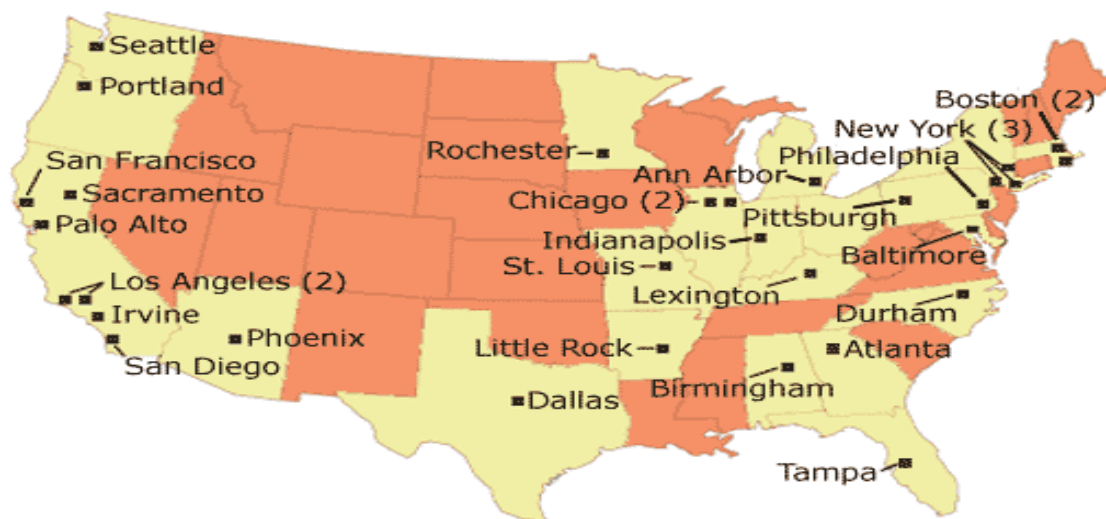 Seattle
Portland
Boston (2)
New York (3)
San Francisco
Rochester
Philadelphia
Ann Arbor
Sacramento
Chicago (2)
Pittsburgh
Palo Alto
Indianapolis
Baltimore
St. Louis
Los Angeles (2)
Lexington
Irvine
Durham
Phoenix
Little Rock
Atlanta
San Diego
Birmingham
Dallas
Tampa